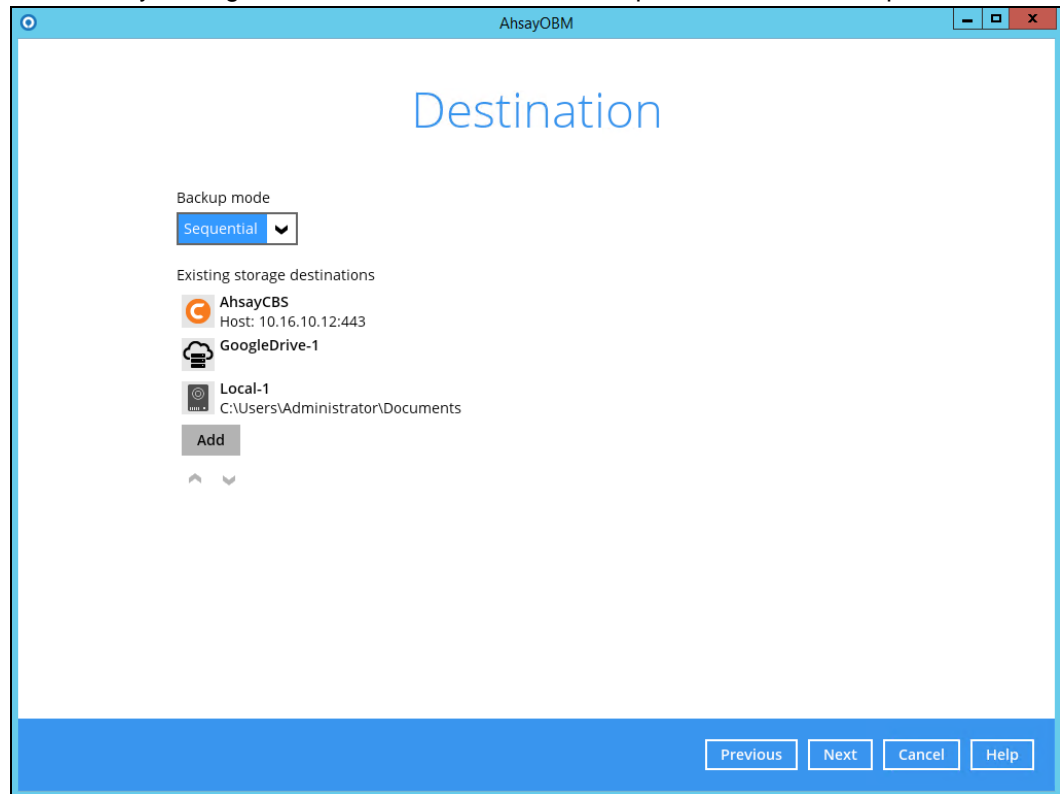 AhsayOBM
Destination
Backup mode
Sequential
Existing storage destinations
AhsayCBS
Host: 10.16.10.12:443
GoogleDrive-1
Local-1
C:\Users\Administrator\Documents
Add
Previous Next Cancel Help